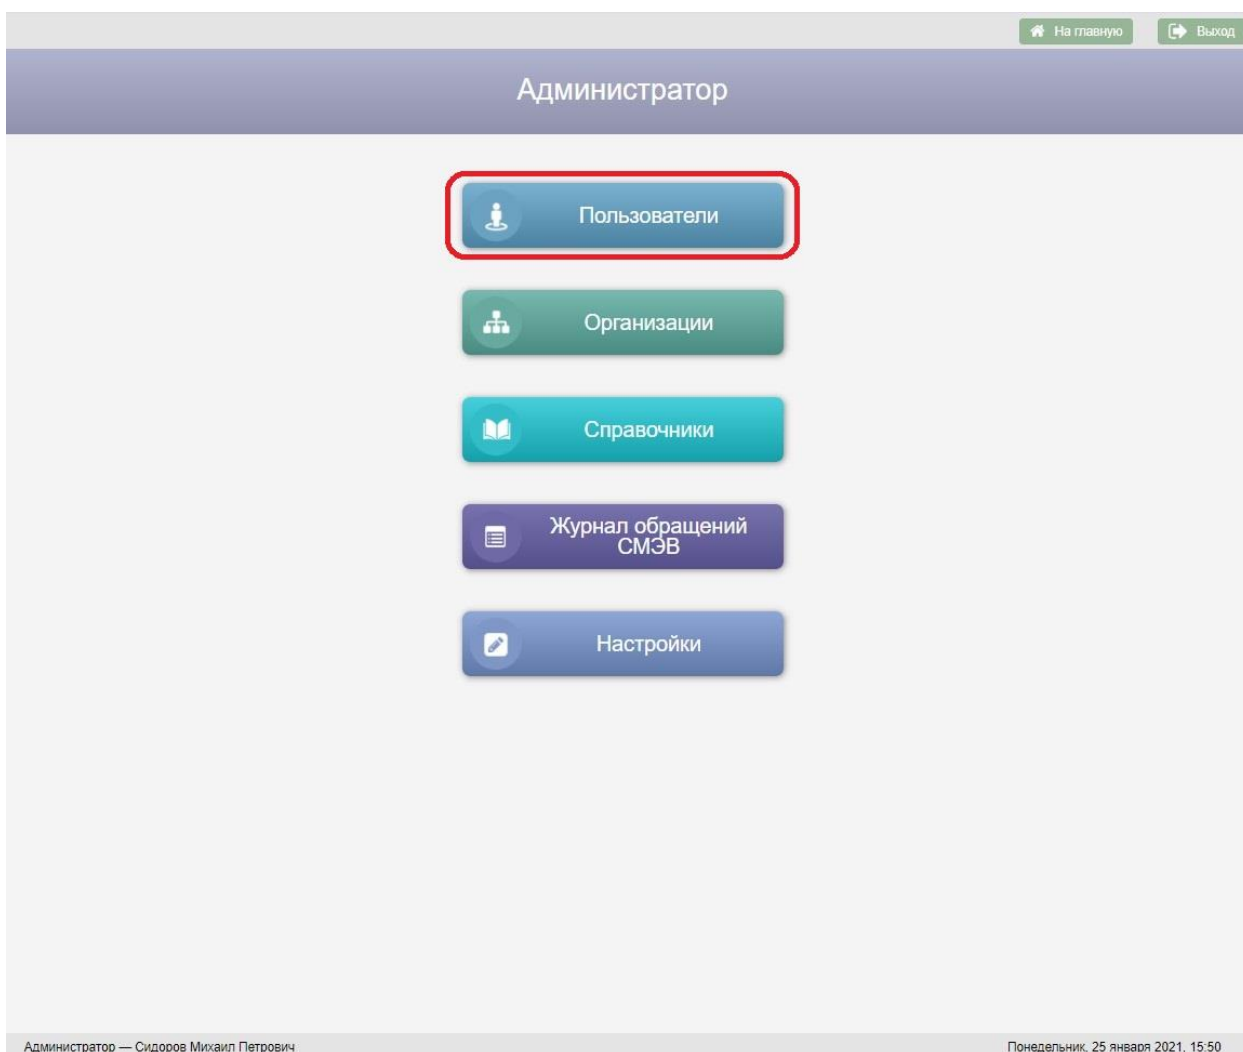 На главную
Выход
Администратор
Пользователи
Организации
Справочники
Журнал обращений
СМЭВ
Настройки
Администратор — Сидоров Михаил Петрович
Понедельник, 25 января 2021, 15:50